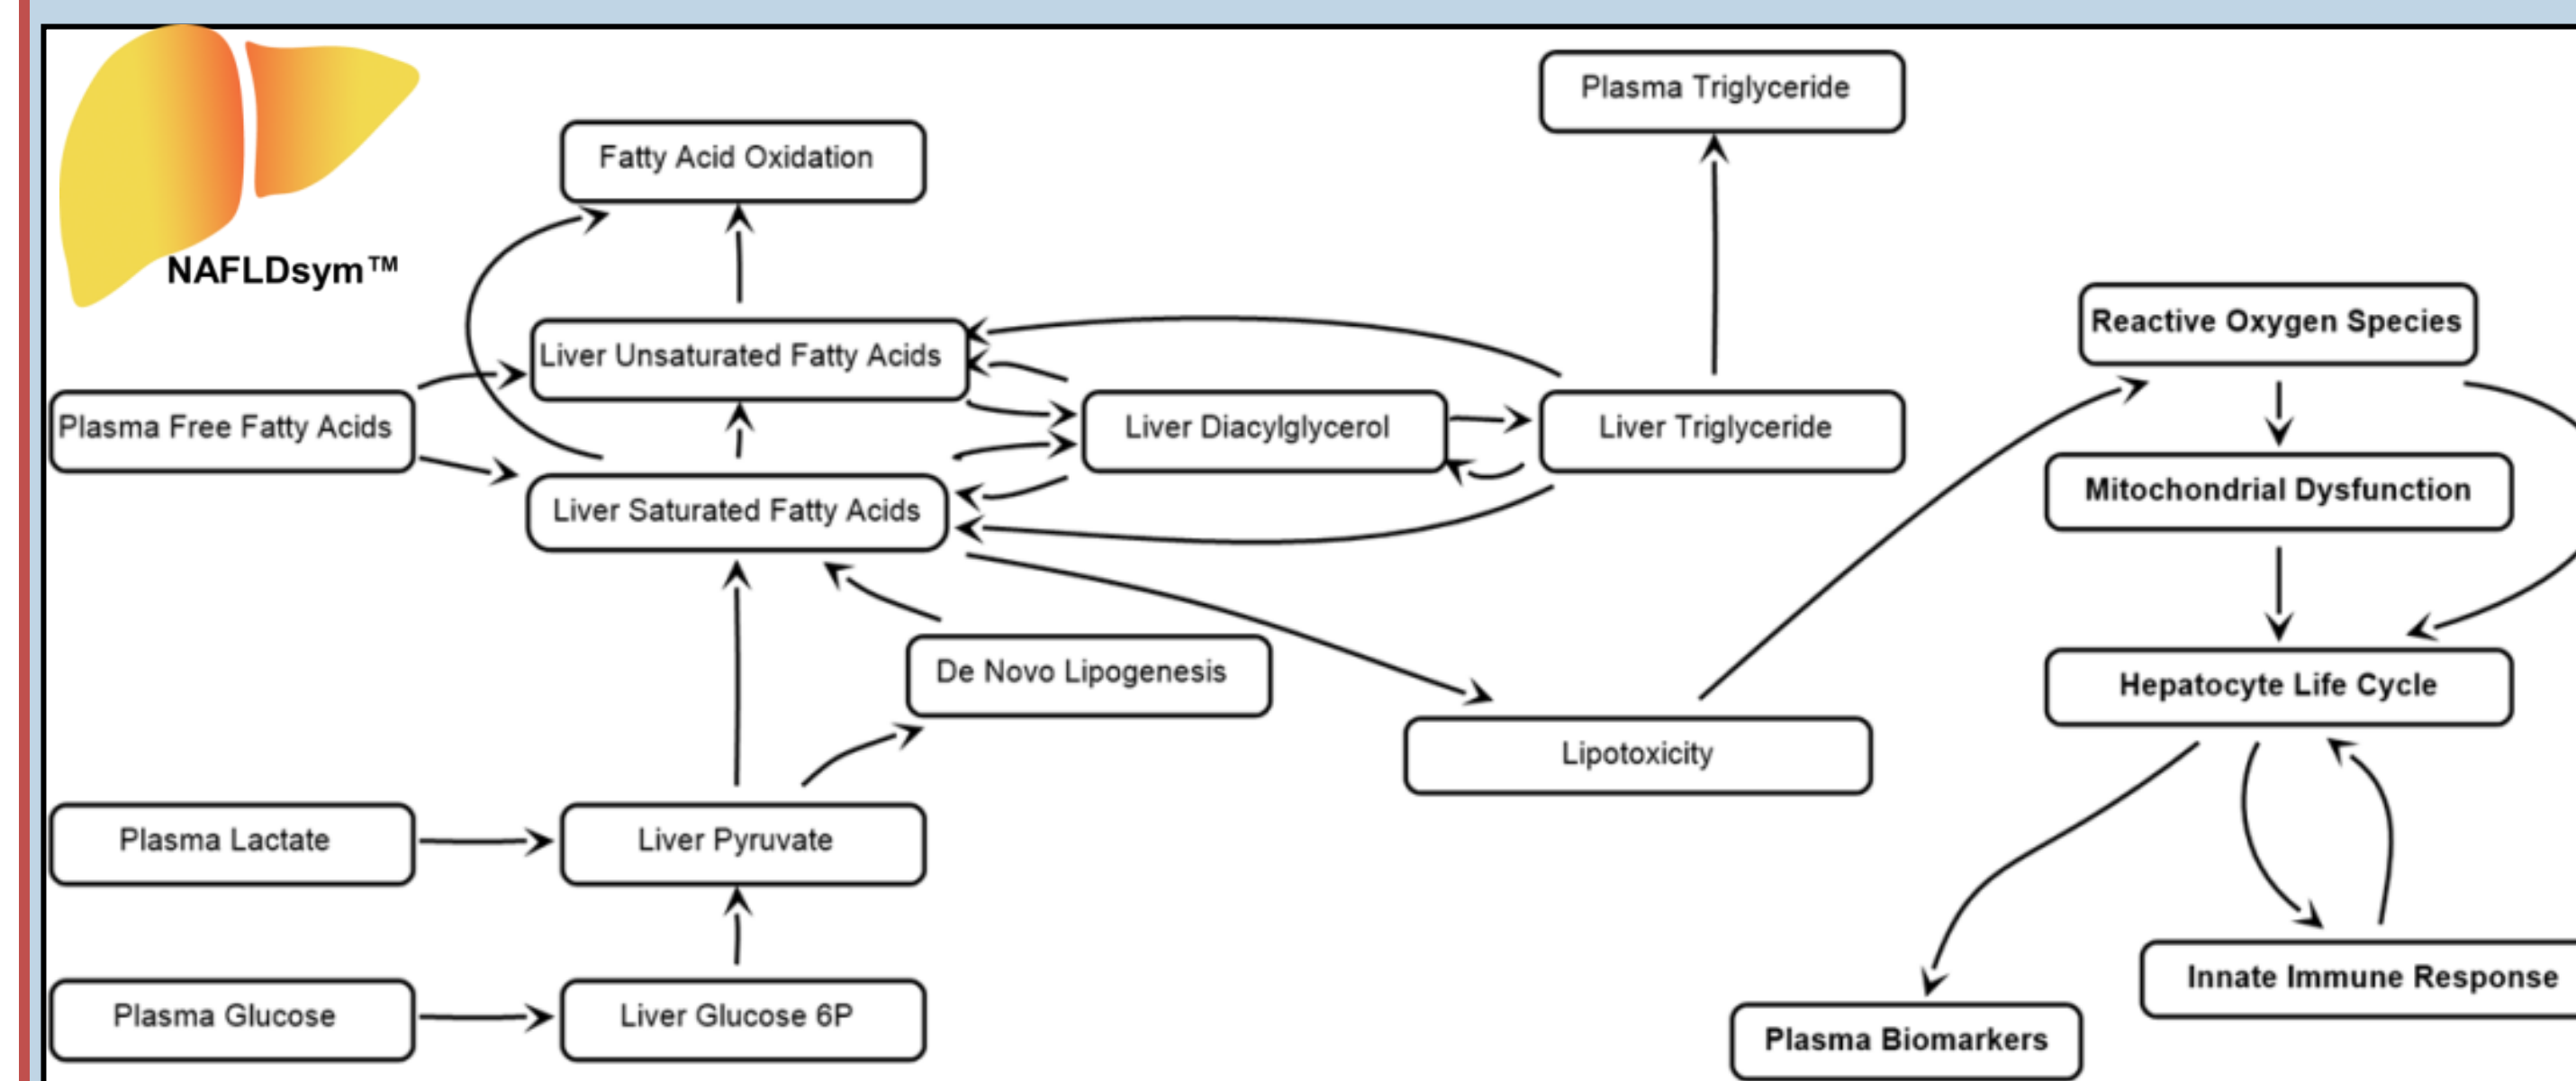 Plasma Triglyceride
Fatty Acid Oxidation
NAFLDsym™
Reactive Oxygen Species
Liver Unsaturated Fatty Acids
Plasma Free Fatty Acids
Liver Diacylglycerol
Liver Triglyceride
Mitochondrial Dysfunction
Liver Saturated Fatty Acids
De Novo Lipogenesis
Hepatocyte Life Cycle
Lipotoxicity
Plasma Lactate
Liver Pyruvate
Innate Immune Response
Plasma Glucose
Liver Glucose 6P
Plasma Biomarkers